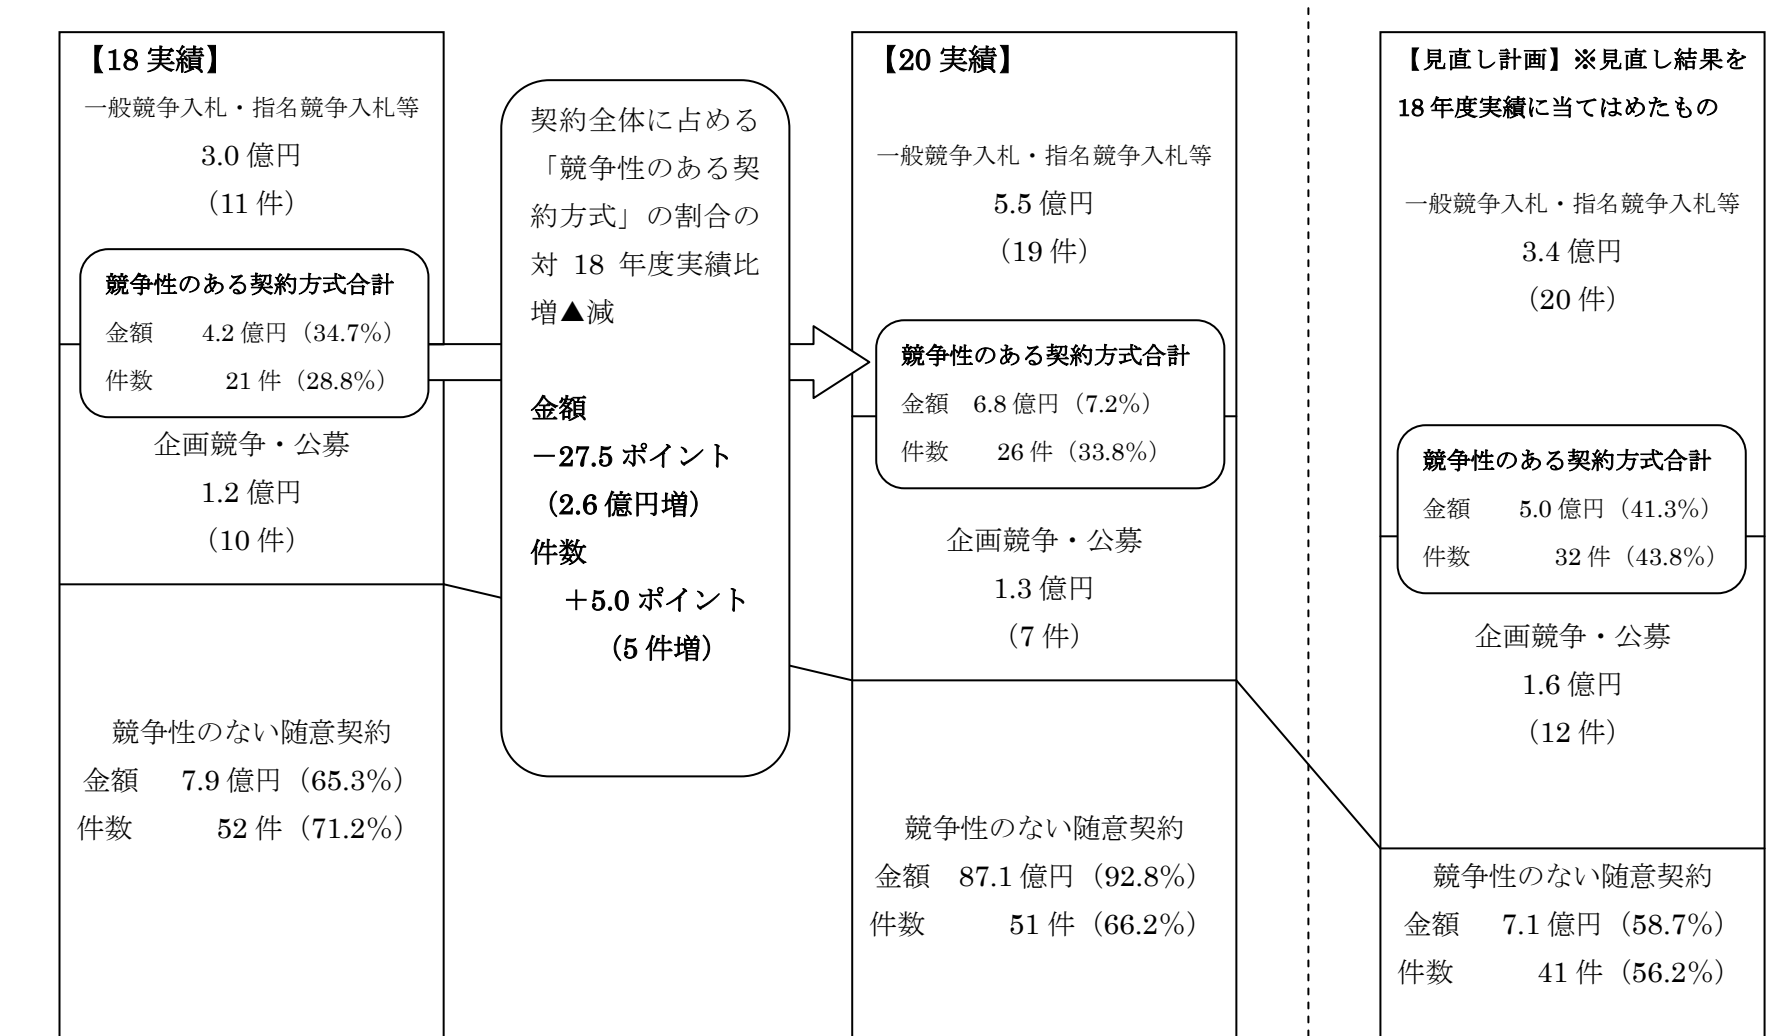 【18 実績】
一般競争入札・指名競争入札等
3.0 億円
（11 件）
競争性のある契約方式合計
金額　　4.2 億円（34.7%）
件数　　　21 件（28.8%）
企画競争・公募
1.2 億円
（10 件）
競争性のない随意契約
金額　7.9 億円（65.3%）
件数　　　52 件（71.2%）
契約全体に占める
「競争性のある契
約方式」の割合の
対 18 年度実績比
増▲減
金額
－27.5 ポイント
（2.6 億円増）
件数
＋5.0 ポイント
（5 件増）
【20 実績】
一般競争入札・指名競争入札等
5.5 億円
（19 件）
競争性のある契約方式合計
金額　6.8 億円（7.2%）
件数　　26 件（33.8%）
企画競争・公募
1.3 億円
（7 件）
競争性のない随意契約
金額　87.1 億円（92.8%）
件数　　　51 件（66.2%）
【見直し計画】※見直し結果を
18 年度実績に当てはめたもの
一般競争入札・指名競争入札等
3.4 億円
（20 件）
競争性のある契約方式合計
金額　　5.0 億円（41.3%）
件数　　　32 件（43.8%）
企画競争・公募
1.6 億円
（12 件）
競争性のない随意契約
金額　7.1 億円（58.7%）
件数　　　41 件（56.2%）